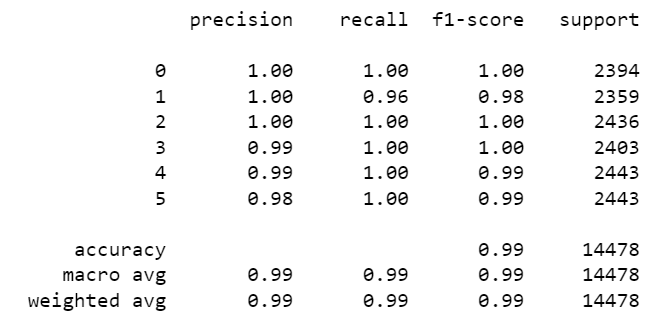 precision recall f1-score support
0 1.00 1.00 1.00 2394
1 1.00 0.96 0.98 2359
2 1.00 1.00 1.00 2436
3 0.99 1.00 1.00 2403
4 0.99 1.00 0.99 2443
5 0.98 1.00 0.99 2443
accuracy 0.99 14478
macro avg 0.99 0.99 0.99 14478
weighted avg 0.99 0.99 0.99 14478